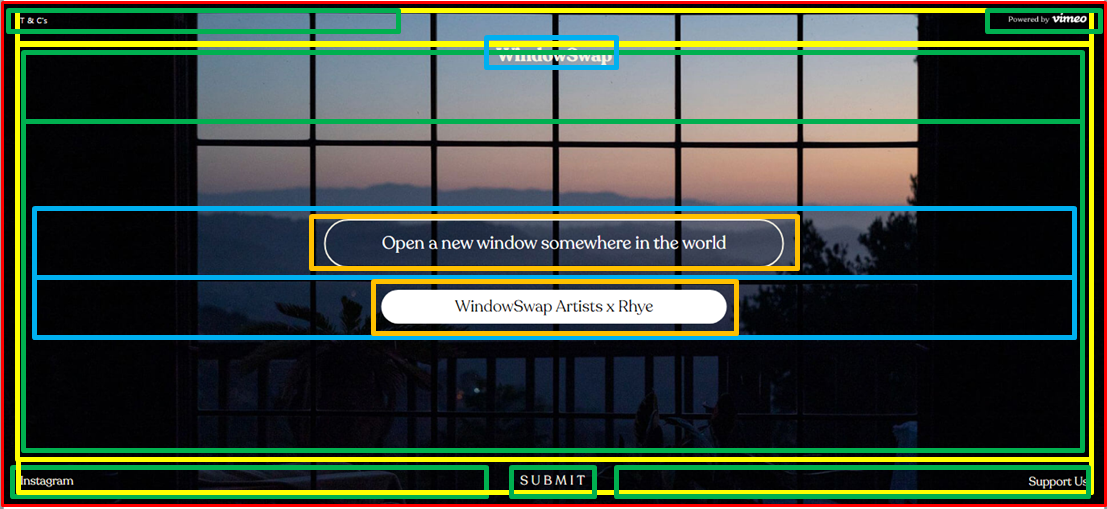 T & C's
Powered by vimeo
WindowSwap
Open a new window somewhere in the world
WindowSwap Artists x Rhye
Instagram
SUBMIT
Support Us